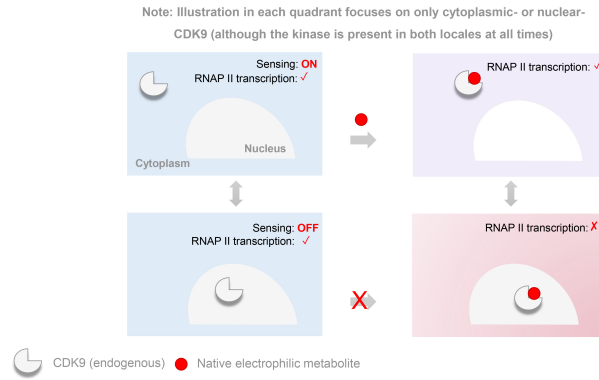 Note: Illustration in each quadrant focuses on only cytoplasmic- or nuclear-
CDK9 (although the kinase is present in both locales at all times)
Sensing: ON
RNAP II transcription: ✓
Nucleus
Cytoplasm
RNAP II transcription: ✓
Sensing: OFF
RNAP II transcription: ✓
X
RNAP II transcription: ✗
CDK9 (endogenous)
Native electrophilic metabolite